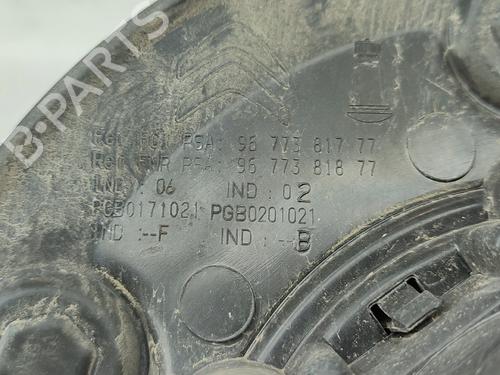 B-PARTS
PSA: 96 773 817 77
PSA: 96 773 818 77
IND : 06 IND : 02
PGB0171021 PGB0201021
IND :--F IND : --B